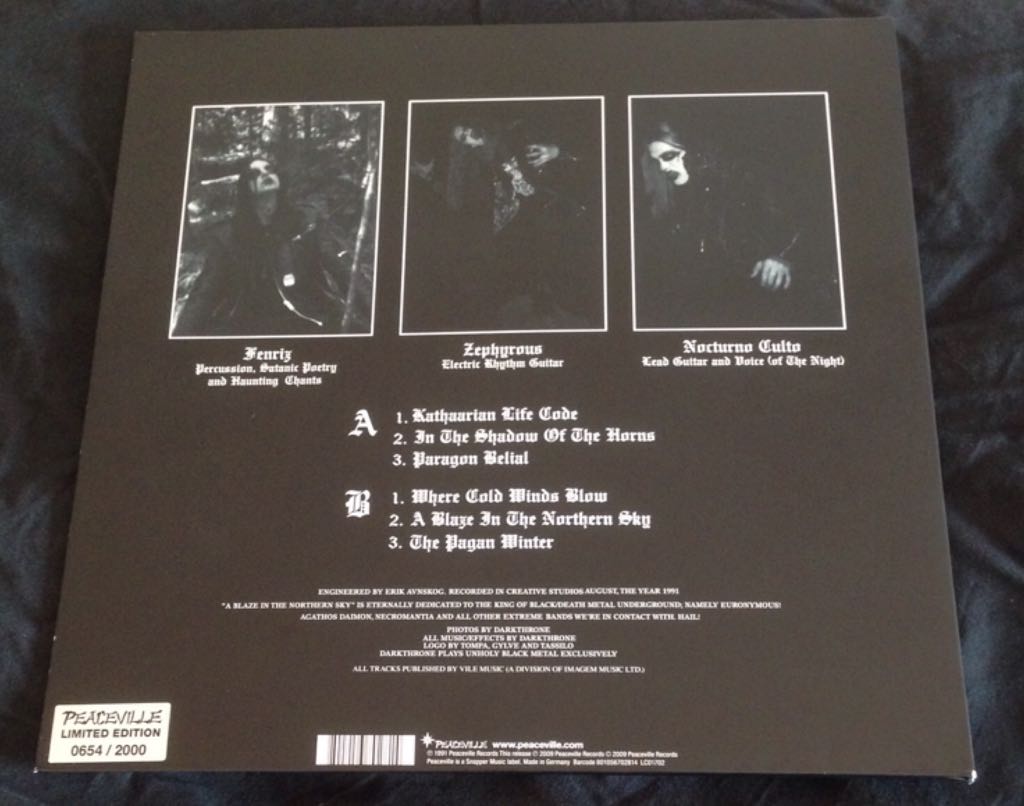 Fenriz
Percussion, Satanic Poetry
and Haunting Chants
Zephyrous
Electric Rhythm Guitar
Nocturno Culto
Lead Guitar and Voice (of The Night)
A
1. Kathaarian Life Code
2. In The Shadow Of The Horns
3. Paragon Belial
B
1. Where Cold Winds Blow
2. A Blaze In The Northern Sky
3. The Pagan Winter
ENGINEERED BY ERIK AVNSKOG. RECORDED IN CREATIVE STUDIOS AUGUST, THE YEAR 1991
"A BLAZE IN THE NORTHERN SKY" IS ETERNALLY DEDICATED TO THE KING OF BLACK/DEATH METAL UNDERGROUND; NAMELY EURONYMOUS!
AGATHOS DAIMON, NECROMANTIA AND ALL OTHER EXTREME BANDS WE'RE IN CONTACT WITH. HAIL!
PHOTOS BY DARKTHRONE
ALL MUSIC/EFFECTS BY DARKTHRONE
LOGO BY TOMPA, GYLVE AND TASSILO
DARKTHRONE PLAYS UNHOLY BLACK METAL EXCLUSIVELY
ALL TRACKS PUBLISHED BY VILE MUSIC (A DIVISION OF IMAGEM MUSIC LTD.)
PEACEVILLE
LIMITED EDITION
0654 / 2000
PEACEVILLE www.peaceville.com
℗ 1991 Peaceville Records This release ℗ 2009 Peaceville Records © 2009 Peaceville Records
Peaceville is a Snapper Music label. Made in Germany Barcode 801056702814 LC01702